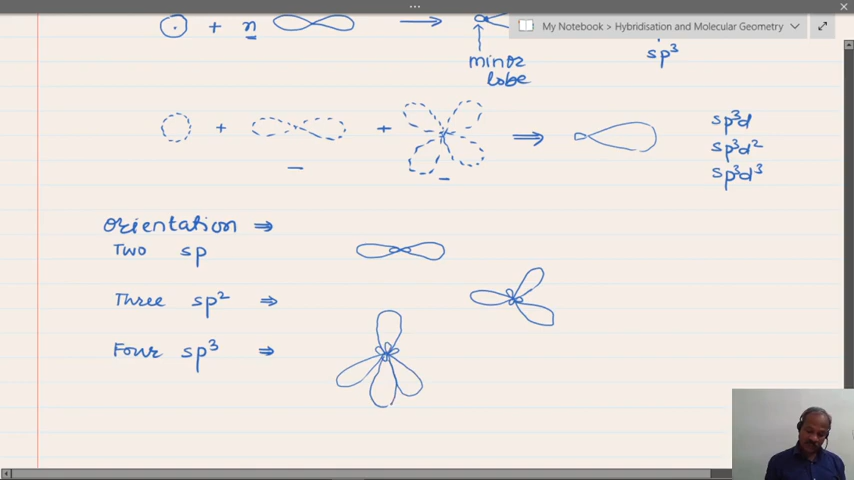 My Notebook > Hybridisation and Molecular Geometry
+ n →
minor
lobe
sp³
+ + ⇒
sp³d
sp³d²
sp³d³
Orientation ⇒
Two sp
Three sp² ⇒
Four sp³ ⇒